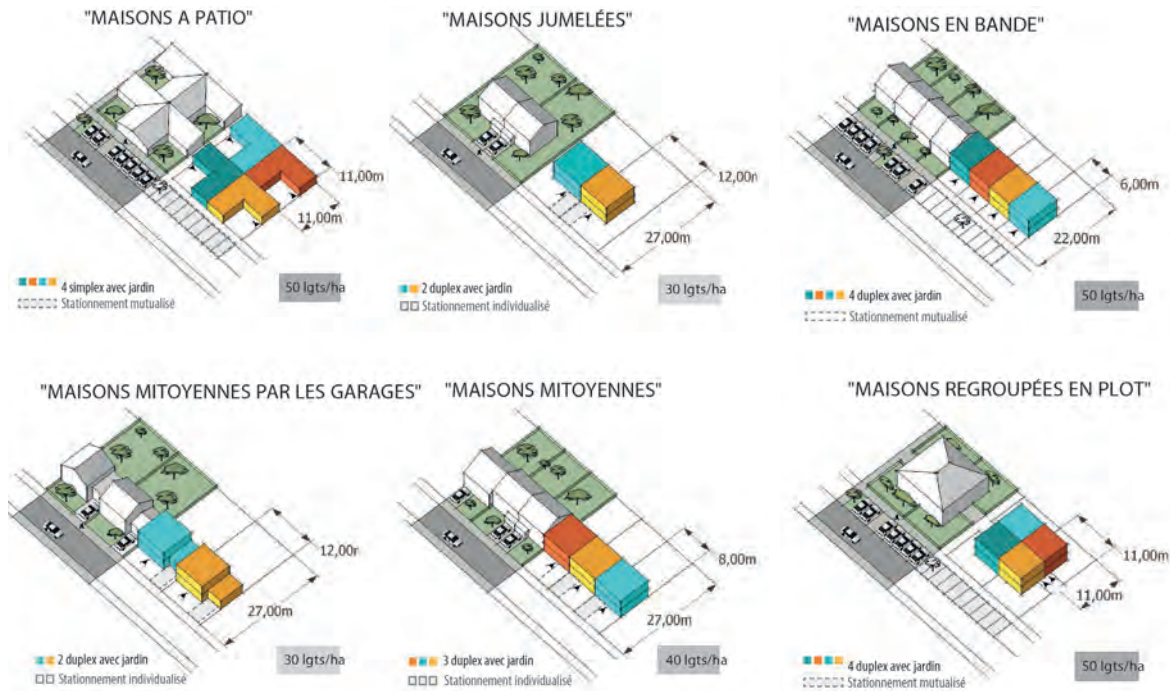 "MAISONS A PATIO"
11,00m
11,00m
4 simplex avec jardin
Stationnement mutualisé
50 lgts/ha
"MAISONS JUMELÉES"
12,00m
27,00m
2 duplex avec jardin
Stationnement individualisé
30 lgts/ha
"MAISONS EN BANDE"
6,00m
22,00m
4 duplex avec jardin
Stationnement mutualisé
50 lgts/ha
"MAISONS MITOYENNES PAR LES GARAGES"
12,00r
27,00m
2 duplex avec jardin
Stationnement individualisé
30 lgts/ha
"MAISONS MITOYENNES"
8,00m
27,00m
3 duplex avec jardin
Stationnement individualisé
40 lgts/ha
"MAISONS REGROUPÉES EN PLOT"
11,00m
11,00m
4 duplex avec jardin
Stationnement mutualisé
50 lgts/ha